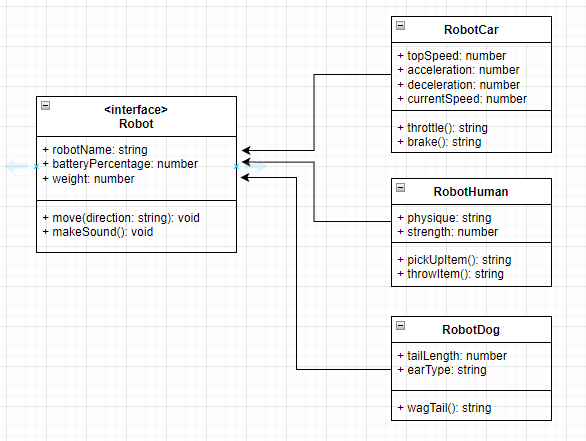 <interface>
Robot
+ robotName: string
+ batteryPercentage: number
+ weight: number
+ move(direction: string): void
+ makeSound(): void
RobotCar
+ topSpeed: number
+ acceleration: number
+ deceleration: number
+ currentSpeed: number
+ throttle(): string
+ brake(): string
RobotHuman
+ physique: string
+ strength: number
+ pickUpItem(): string
+ throwItem(): string
RobotDog
+ tailLength: number
+ earType: string
+ wagTail(): string